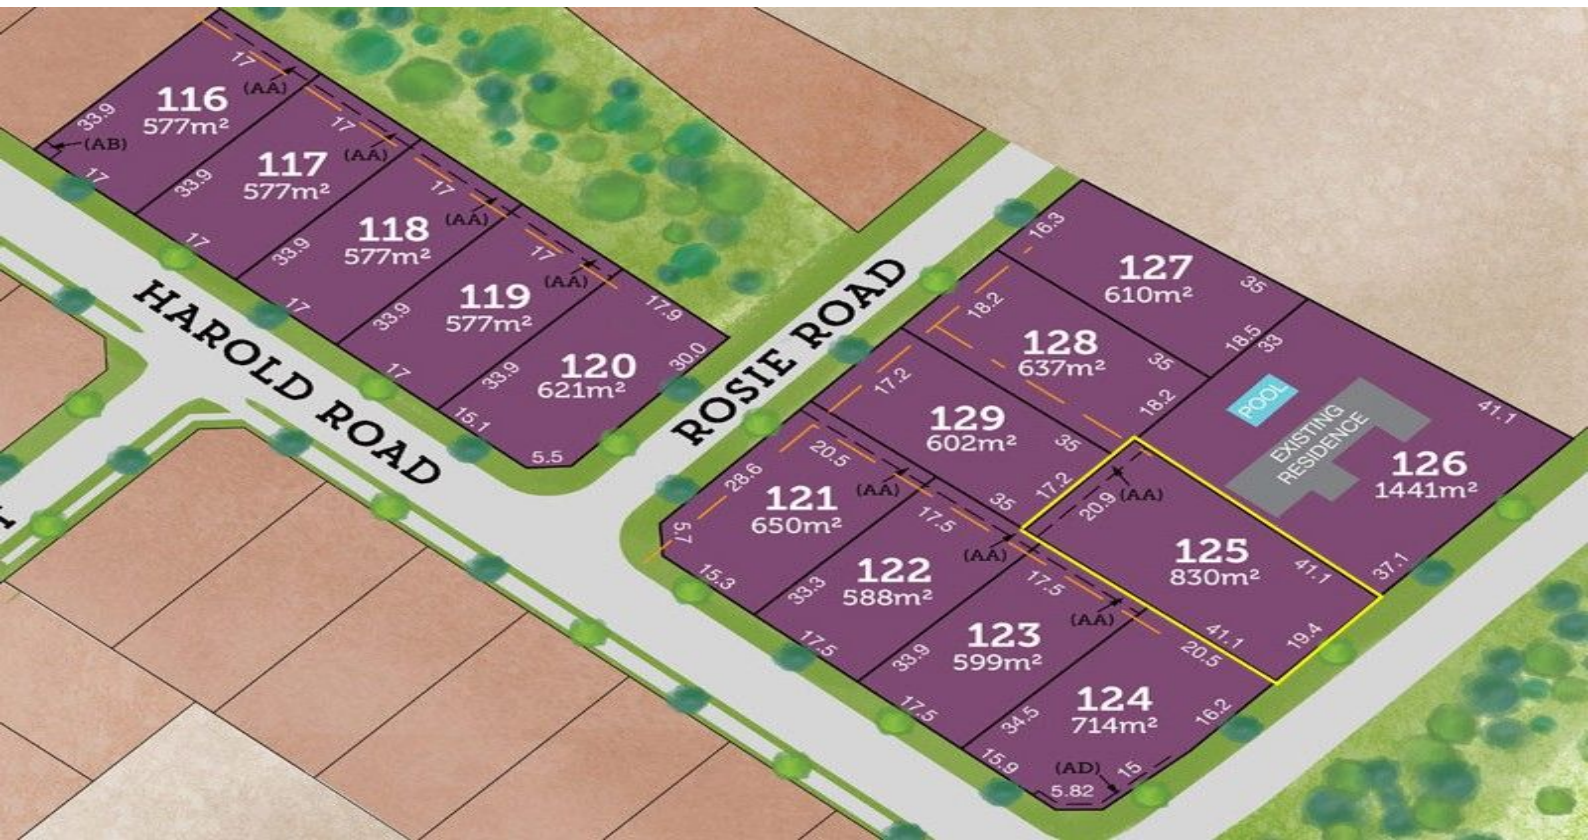 116
577m²
17
(AA)
33.9
(AB)
17
117
577m²
17
(AA)
33.9
17
118
577m²
17
(AA)
33.9
17
119
577m²
17
(AA)
33.9
17
120
621m²
17.9
30.0
33.9
15.1
5.5
HAROLD ROAD
ROSIE ROAD
127
610m²
16.3
35
18.5
128
637m²
18.2
35
18.2
129
602m²
17.2
35
17.2
35
33
POOL
EXISTING
RESIDENCE
126
1441m²
41.1
37.1
121
650m²
20.5
(AA)
28.6
5.7
15.3
33.3
122
588m²
17.5
(AA)
17.5
33.9
123
599m²
17.5
(AA)
17.5
34.5
124
714m²
20.5
16.2
15
(AD)
5.82
15.9
125
830m²
20.9
(AA)
41.1
41.1
19.4